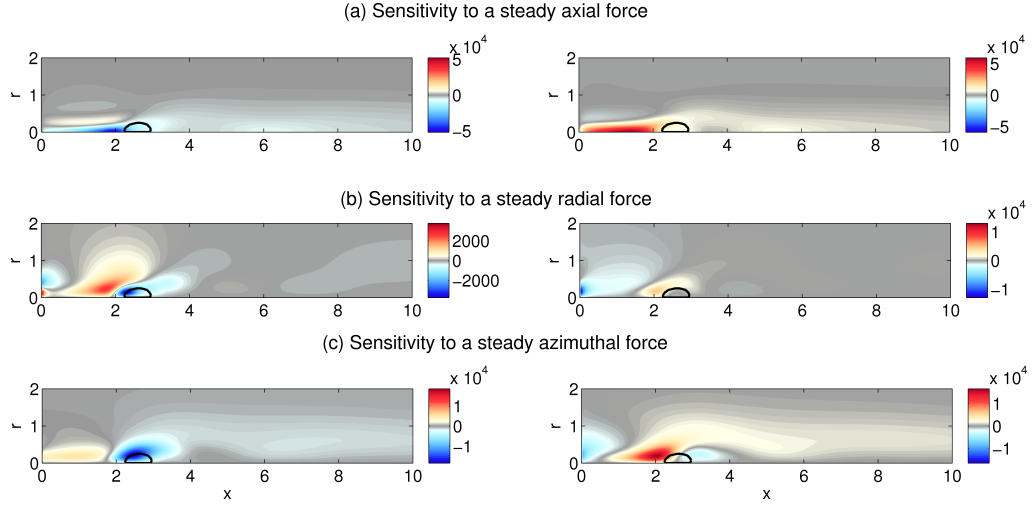 (a) Sensitivity to a steady axial force
x 10^4 x 10^4
2 5 2 5
r 1 0 r 1 0
0 -5 0 -5
0 2 4 6 8 10 0 2 4 6 8 10
(b) Sensitivity to a steady radial force
x 10^4
2 2000 2 1
r 1 0 r 1 0
0 -2000 0 -1
0 2 4 6 8 10 0 2 4 6 8 10
(c) Sensitivity to a steady azimuthal force
x 10^4 x 10^4
2 1 2 1
r 1 0 r 1 0
0 -1 0 -1
0 2 4 6 8 10 0 2 4 6 8 10
x x